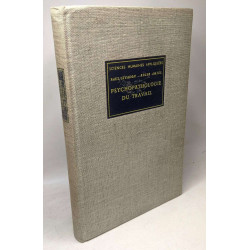 SCIENCES HUMAINES APPLIQUÉES
PSYCHOPATHOLOGIE
DU TRAVAIL